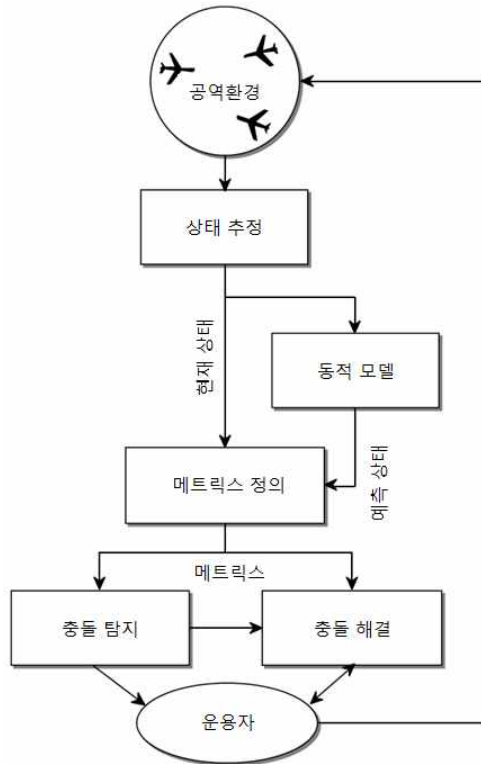 공역환경
상태 추정
현재 상태
동적 모델
메트릭스 정의
예측 상태
메트릭스
충돌 탐지
충돌 해결
운용자